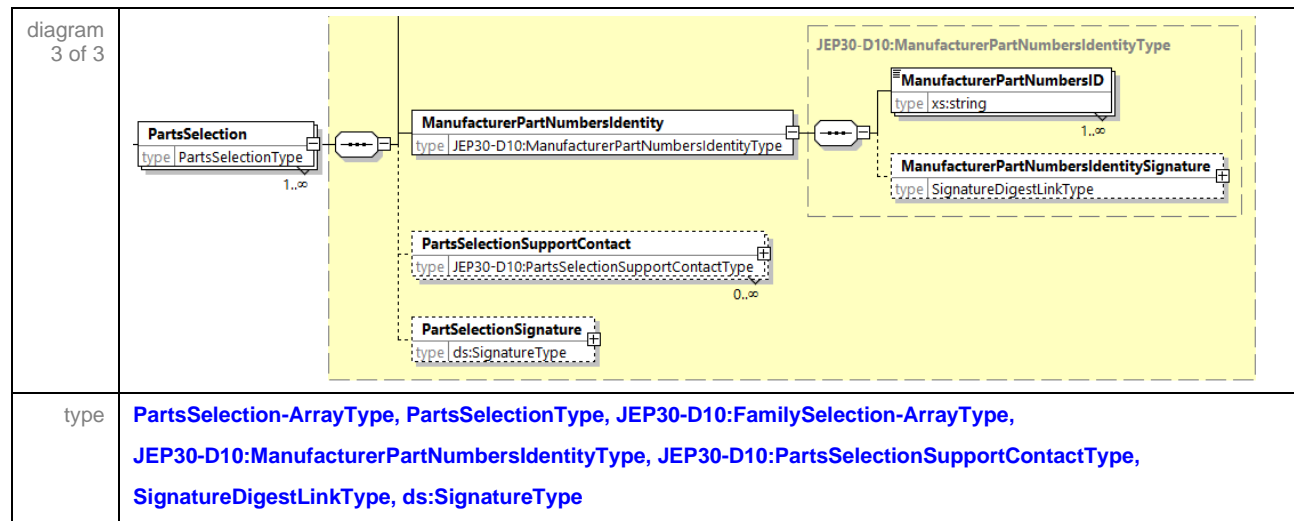 diagram
3 of 3
JEP30-D10:ManufacturerPartNumbersIdentityType
ManufacturerPartNumbersID
type xs:string
1..∞
ManufacturerPartNumbersIdentity
type JEP30-D10:ManufacturerPartNumbersIdentityType
PartsSelection
type PartsSelectionType
1..∞
ManufacturerPartNumbersIdentitySignature
type SignatureDigestLinkType
PartsSelectionSupportContact
type JEP30-D10:PartsSelectionSupportContactType
0..∞
PartSelectionSignature
type ds:SignatureType
type
PartsSelection-ArrayType, PartsSelectionType, JEP30-D10:FamilySelection-ArrayType,
JEP30-D10:ManufacturerPartNumbersIdentityType, JEP30-D10:PartsSelectionSupportContactType,
SignatureDigestLinkType, ds:SignatureType